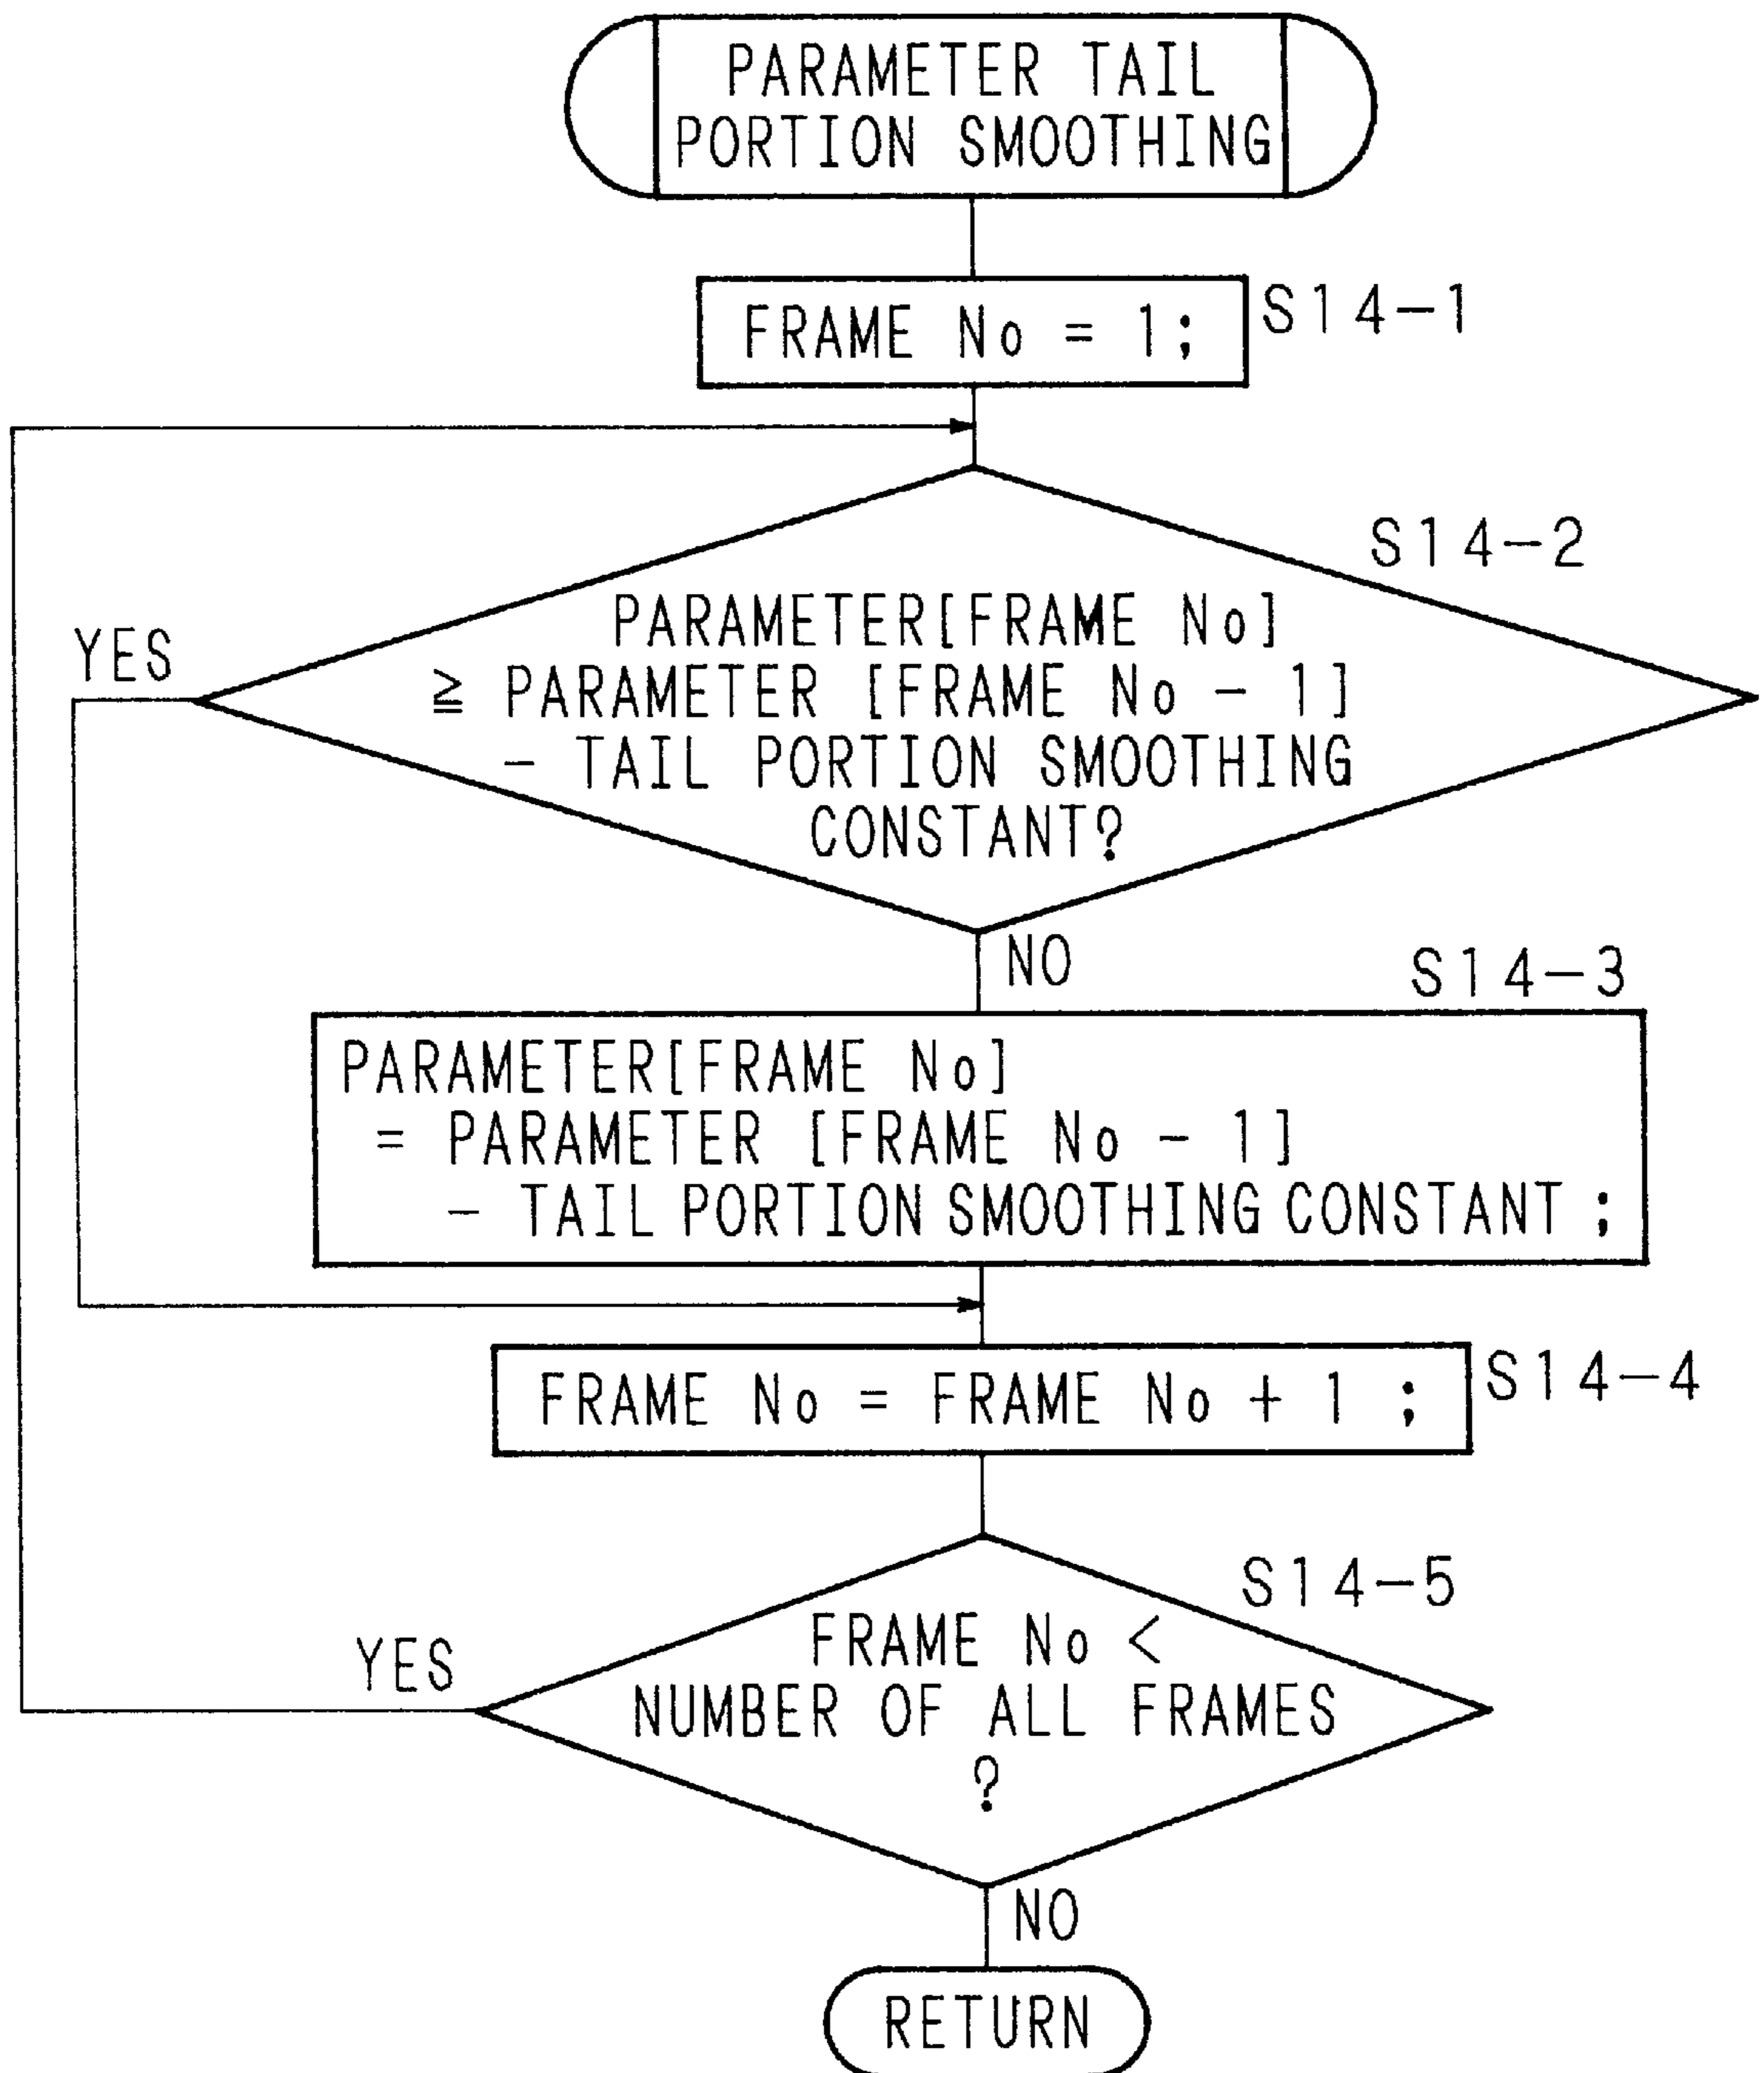 PARAMETER TAIL
PORTION SMOOTHING
FRAME No = 1;
S14-1
S14-2
PARAMETER[FRAME No]
≧ PARAMETER [FRAME No - 1]
- TAIL PORTION SMOOTHING
CONSTANT?
YES
NO
S14-3
PARAMETER[FRAME No]
= PARAMETER [FRAME No - 1]
- TAIL PORTION SMOOTHING CONSTANT ;
FRAME No = FRAME No + 1 ;
S14-4
S14-5
FRAME No <
NUMBER OF ALL FRAMES
?
YES
NO
RETURN